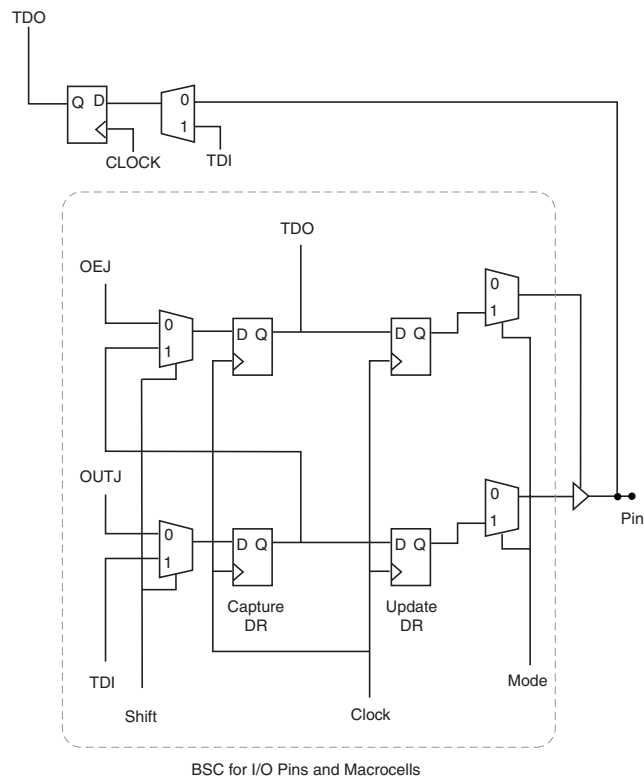 TDO
Q D
0
1
CLOCK
TDI
TDO
OEJ
0
1
D Q
D Q
0
1
OUTJ
0
1
D Q
D Q
0
1
Pin
Capture
DR
Update
DR
TDI
Shift
Clock
Mode
BSC for I/O Pins and Macrocells